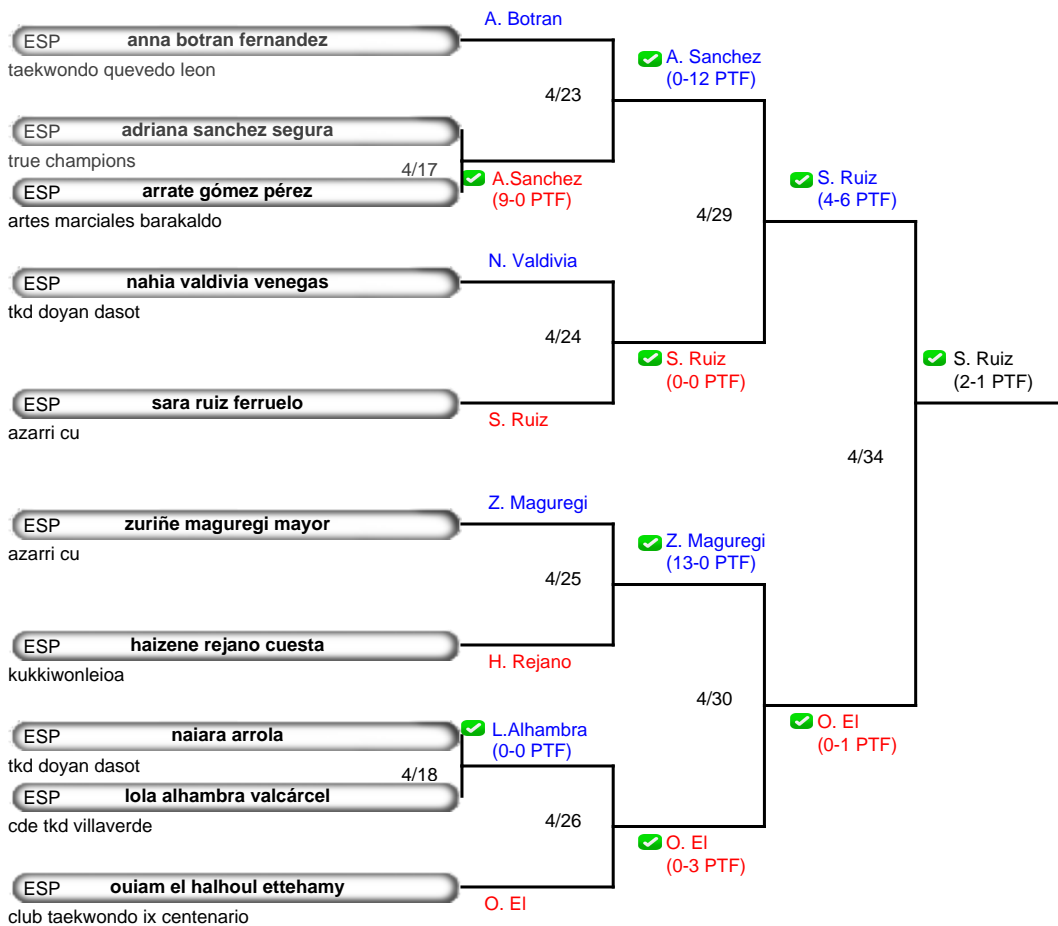 A. Botran
ESP anna botran fernandez
taekwondo quevedo leon
A. Sanchez
(0-12 PTF)
4/23
ESP adriana sanchez segura
true champions
4/17
A.Sanchez
(9-0 PTF)
ESP arrate gómez pérez
artes marciales barakaldo
S. Ruiz
(4-6 PTF)
4/29
N. Valdivia
ESP nahia valdivia venegas
tkd doyan dasot
4/24
S. Ruiz
(0-0 PTF)
S. Ruiz
(2-1 PTF)
ESP sara ruiz ferruelo
S. Ruiz
azarri cu
4/34
Z. Maguregi
ESP zuriñe maguregi mayor
azarri cu
Z. Maguregi
(13-0 PTF)
4/25
ESP haizene rejano cuesta
H. Rejano
kukkiwonleioa
4/30
ESP naiara arrola
tkd doyan dasot
L.Alhambra
(0-0 PTF)
O. El
(0-1 PTF)
4/18
ESP lola alhambra valcárcel
cde tkd villaverde
4/26
O. El
(0-3 PTF)
ESP ouiam el halhoul ettehamy
O. El
club taekwondo ix centenario